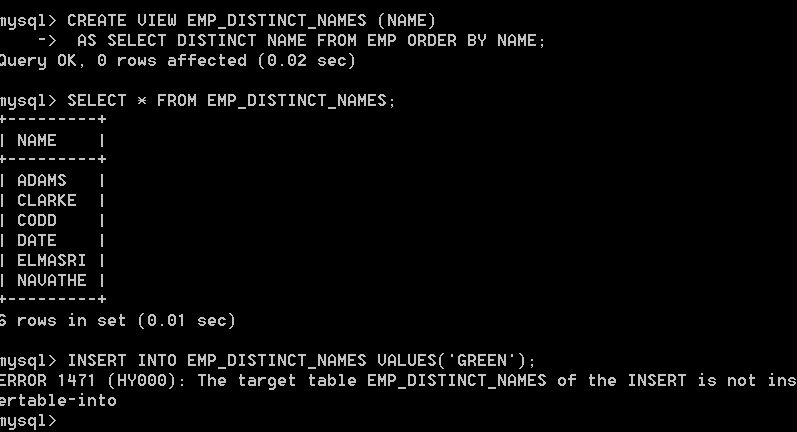 mysql> CREATE VIEW EMP_DISTINCT_NAMES (NAME)
    ->  AS SELECT DISTINCT NAME FROM EMP ORDER BY NAME;
Query OK, 0 rows affected (0.02 sec)

mysql> SELECT * FROM EMP_DISTINCT_NAMES;
+---------+
| NAME    |
+---------+
| ADAMS   |
| CLARKE  |
| CODD    |
| DATE    |
| ELMASRI |
| NAVATHE |
+---------+
6 rows in set (0.01 sec)

mysql> INSERT INTO EMP_DISTINCT_NAMES VALUES('GREEN');
ERROR 1471 (HY000): The target table EMP_DISTINCT_NAMES of the INSERT is not ins
ertable-into
mysql>